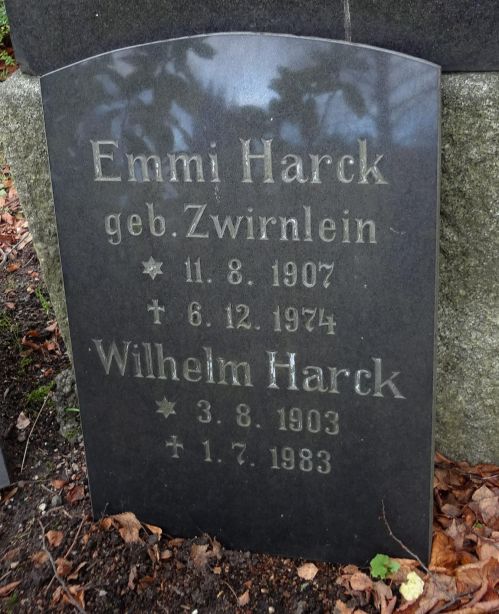 Emmi Harck
geb. Zwirnlein
* 11. 8. 1907
† 6. 12. 1974
Wilhelm Harck
* 3. 8. 1903
† 1. 7. 1983